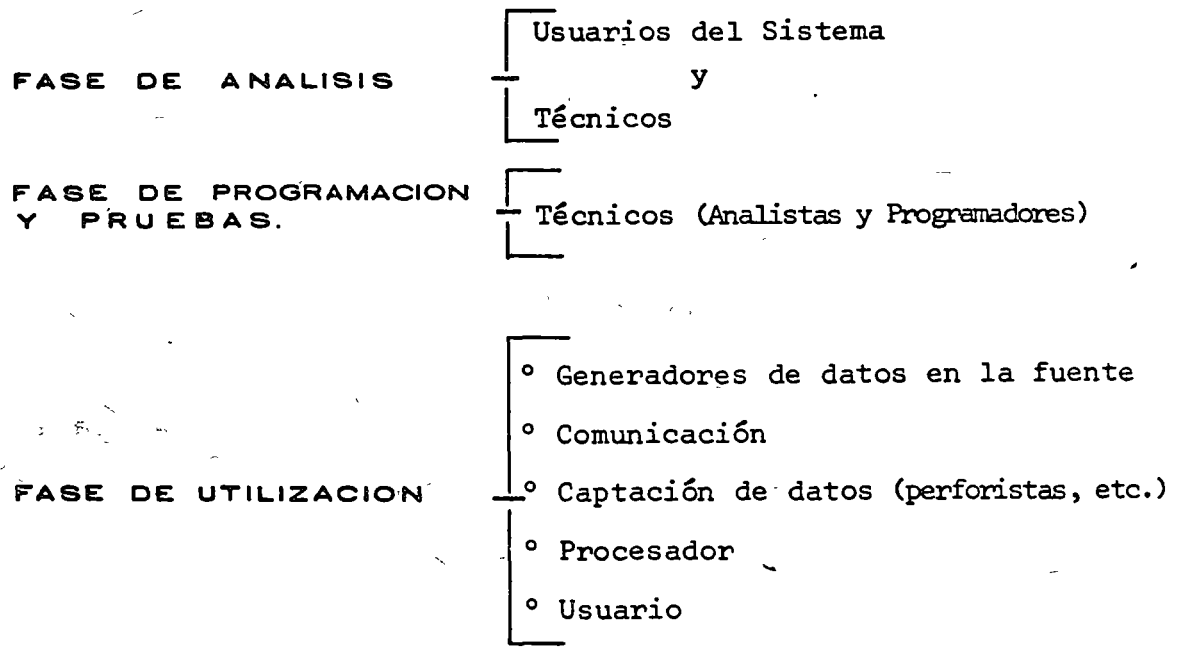 Usuarios del Sistema
FASE DE ANALISIS
y
Técnicos
FASE DE PROGRAMACION
Y PRUEBAS.
Técnicos (Analistas y Programadores)
° Generadores de datos en la fuente
° Comunicación
FASE DE UTILIZACION
° Captación de datos (perforistas, etc.)
° Procesador
° Usuario